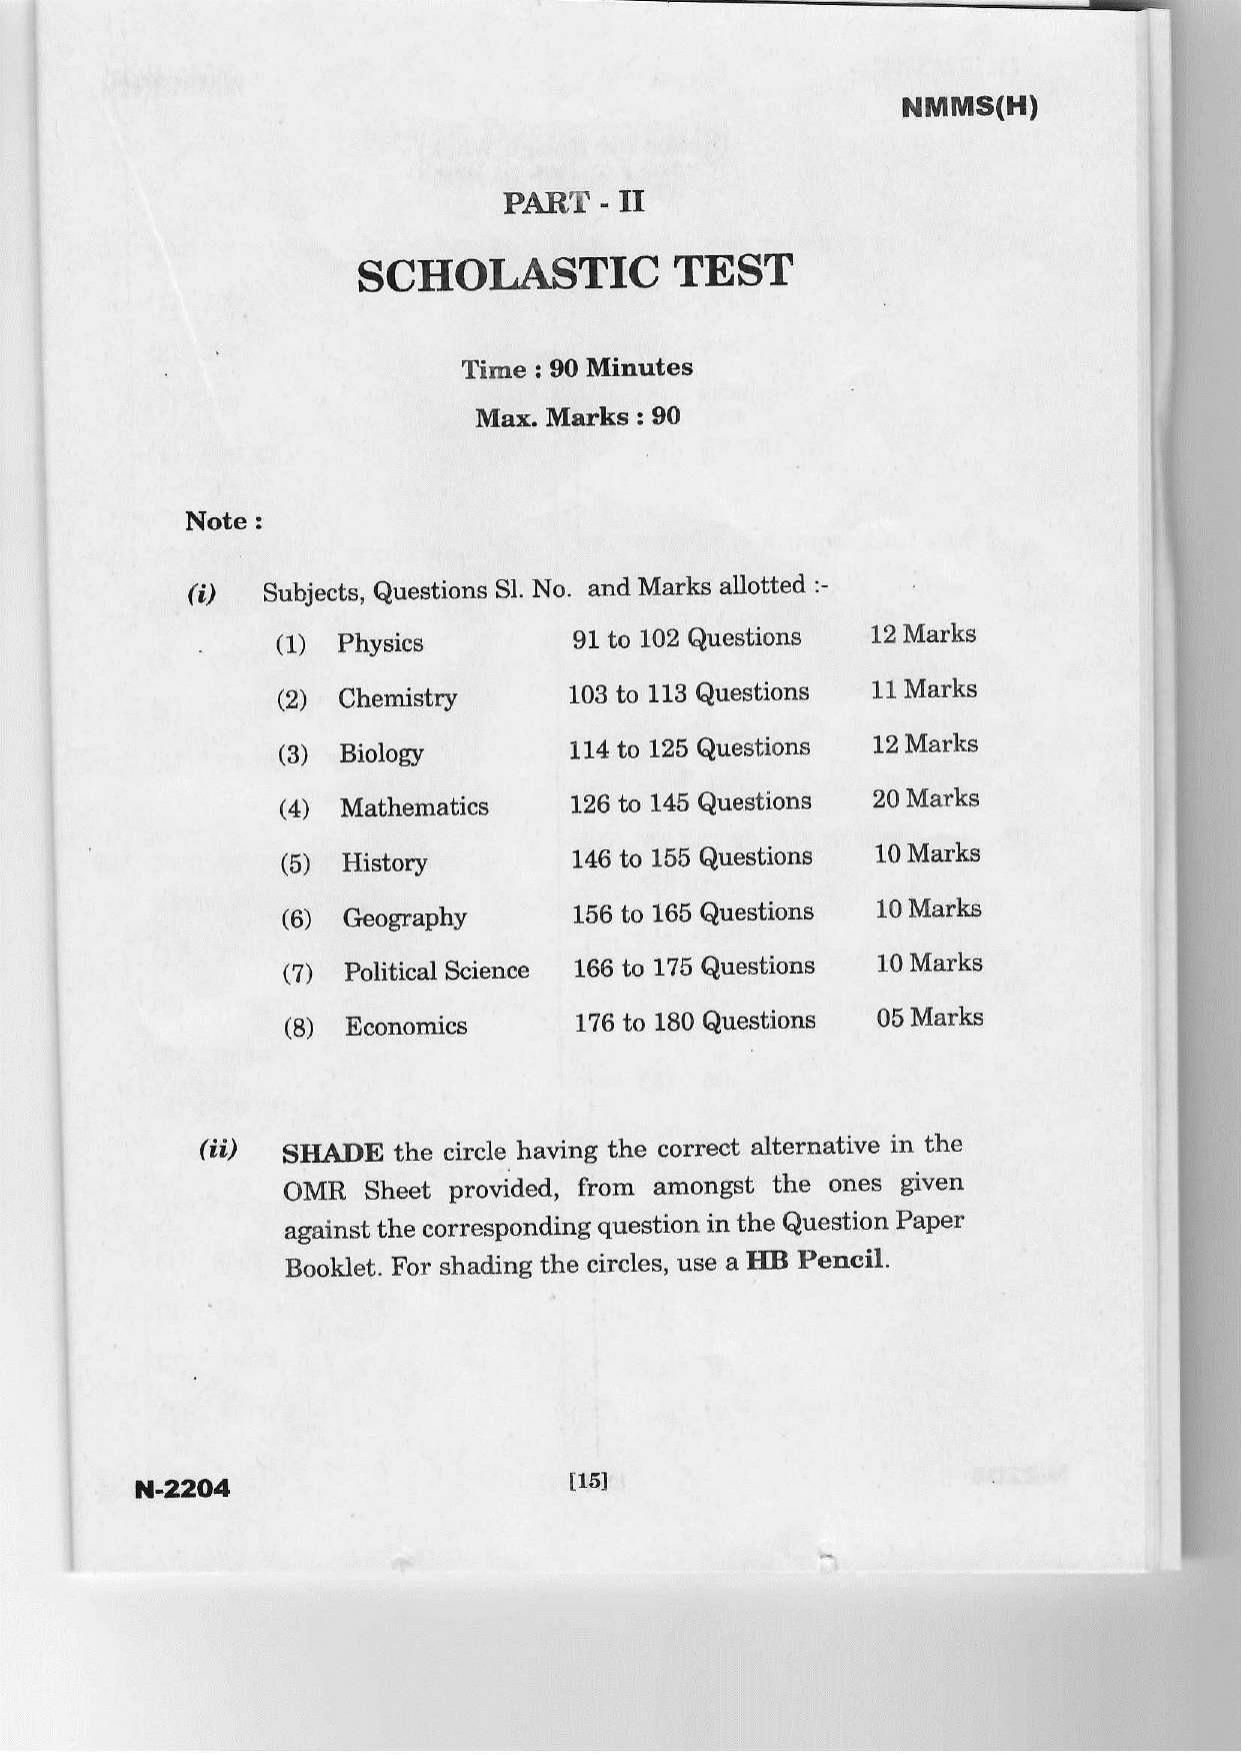 NMMS(H)
PART - II
SCHOLASTIC TEST
Time : 90 Minutes
Max. Marks : 90
Note :
(i) Subjects, Questions Sl. No. and Marks allotted :-
(1) Physics 91 to 102 Questions 12 Marks
(2) Chemistry 103 to 113 Questions 11 Marks
(3) Biology 114 to 125 Questions 12 Marks
(4) Mathematics 126 to 145 Questions 20 Marks
(5) History 146 to 155 Questions 10 Marks
(6) Geography 156 to 165 Questions 10 Marks
(7) Political Science 166 to 175 Questions 10 Marks
(8) Economics 176 to 180 Questions 05 Marks
(ii) SHADE the circle having the correct alternative in the
OMR Sheet provided, from amongst the ones given
against the corresponding question in the Question Paper
Booklet. For shading the circles, use a HB Pencil.
N-2204 [15]